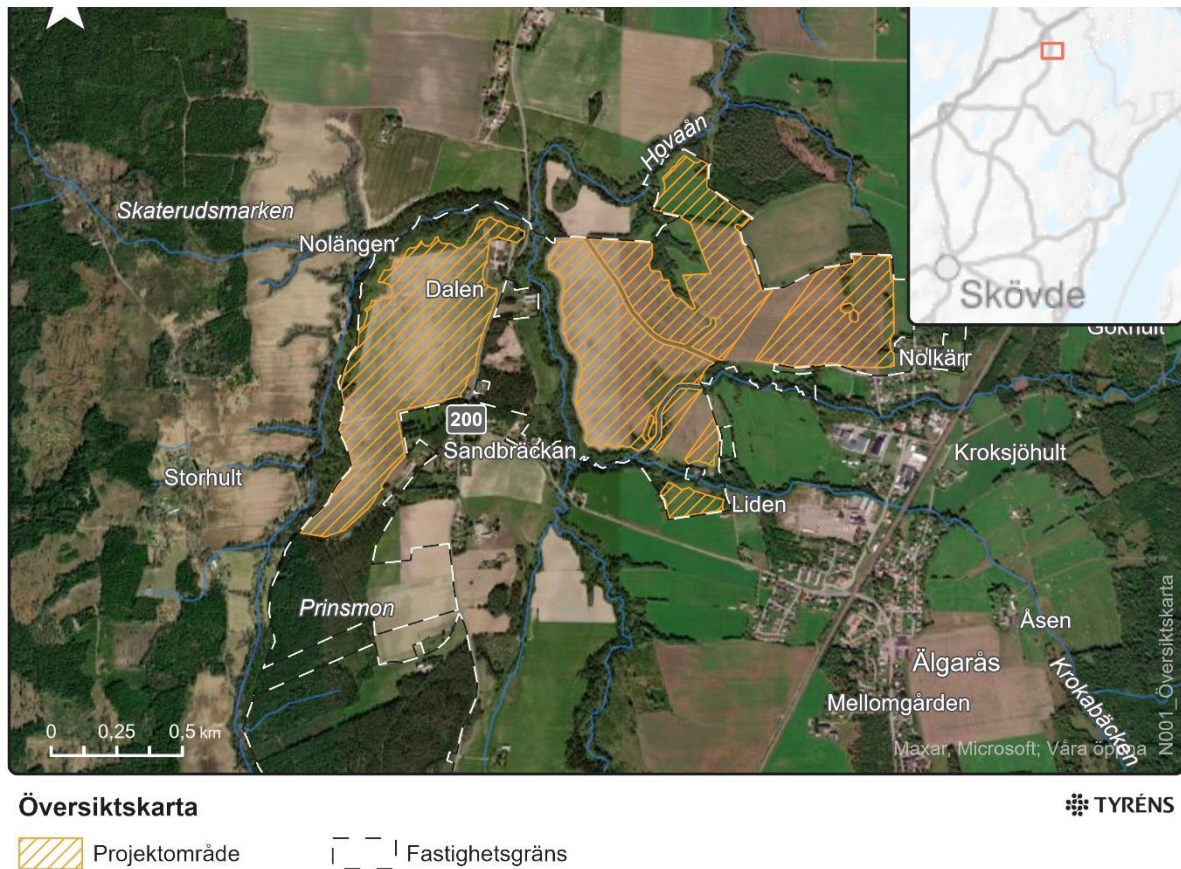 Hovaån
Skaterudsmarken
Nolängen
Dalen
Skövde
Gökhult
Nolkärr
200
Sandbräckan
Kroksjöhult
Storhult
Liden
Prinsmon
Åsen
Älgarås
Mellomgården
Krokabäcken
0 0,25 0,5 km
Maxar, Microsoft; Våra öppna
N001_Översiktskarta
Översiktskarta
TYRÉNS
Projektområde
Fastighetsgräns